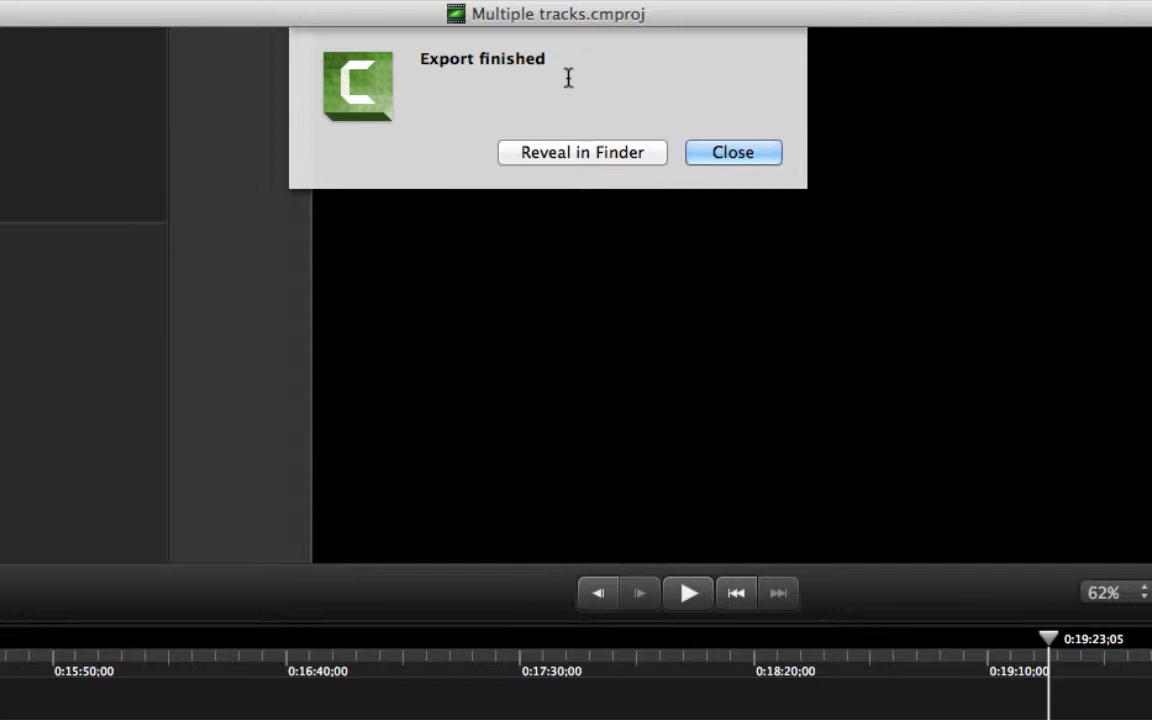 Multiple tracks.cmproj
Export finished
Reveal in Finder
Close
62%
0:19:23;05
0:15:50;00
0:16:40;00
0:17:30;00
0:18:20;00
0:19:10;00